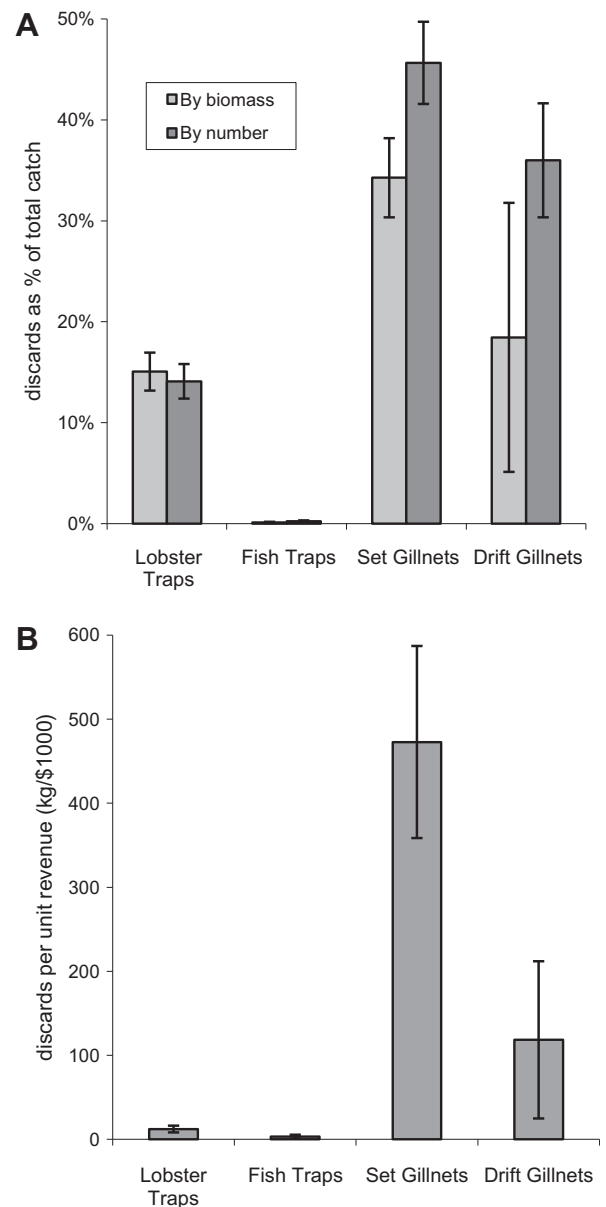 A
discards as % of total catch
50%
40%
30%
20%
10%
0%
By biomass
By number
Lobster
Traps
Fish Traps
Set Gillnets
Drift Gillnets
B
discards per unit revenue (kg/$1000)
600
500
400
300
200
100
0
Lobster
Traps
Fish Traps
Set Gillnets
Drift Gillnets